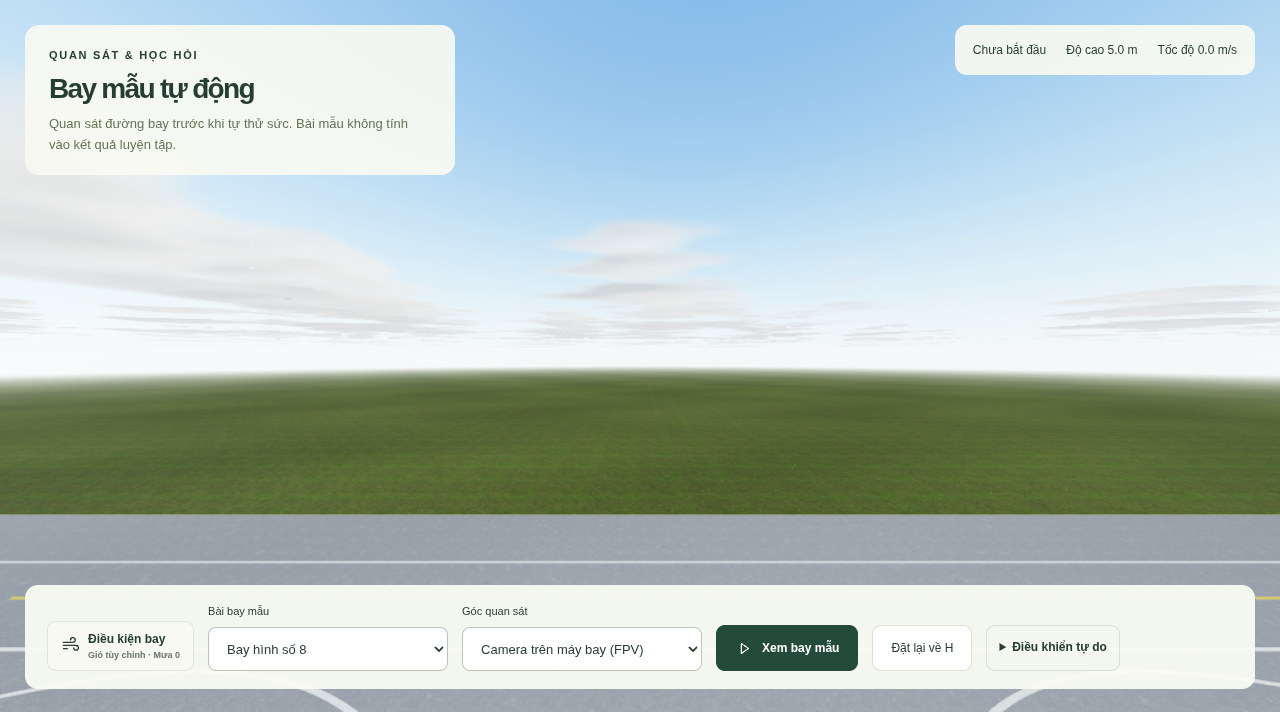 QUAN SÁT & HỌC HỎI
Bay mẫu tự động
Quan sát đường bay trước khi tự thử sức. Bài mẫu không tính
vào kết quả luyện tập.
Chưa bắt đầu Độ cao 5.0 m Tốc độ 0.0 m/s
Bài bay mẫu
Góc quan sát
Điều kiện bay
Gió tùy chỉnh · Mưa 0
Bay hình số 8
Camera trên máy bay (FPV)
Xem bay mẫu
Đặt lại về H
Điều khiển tự do